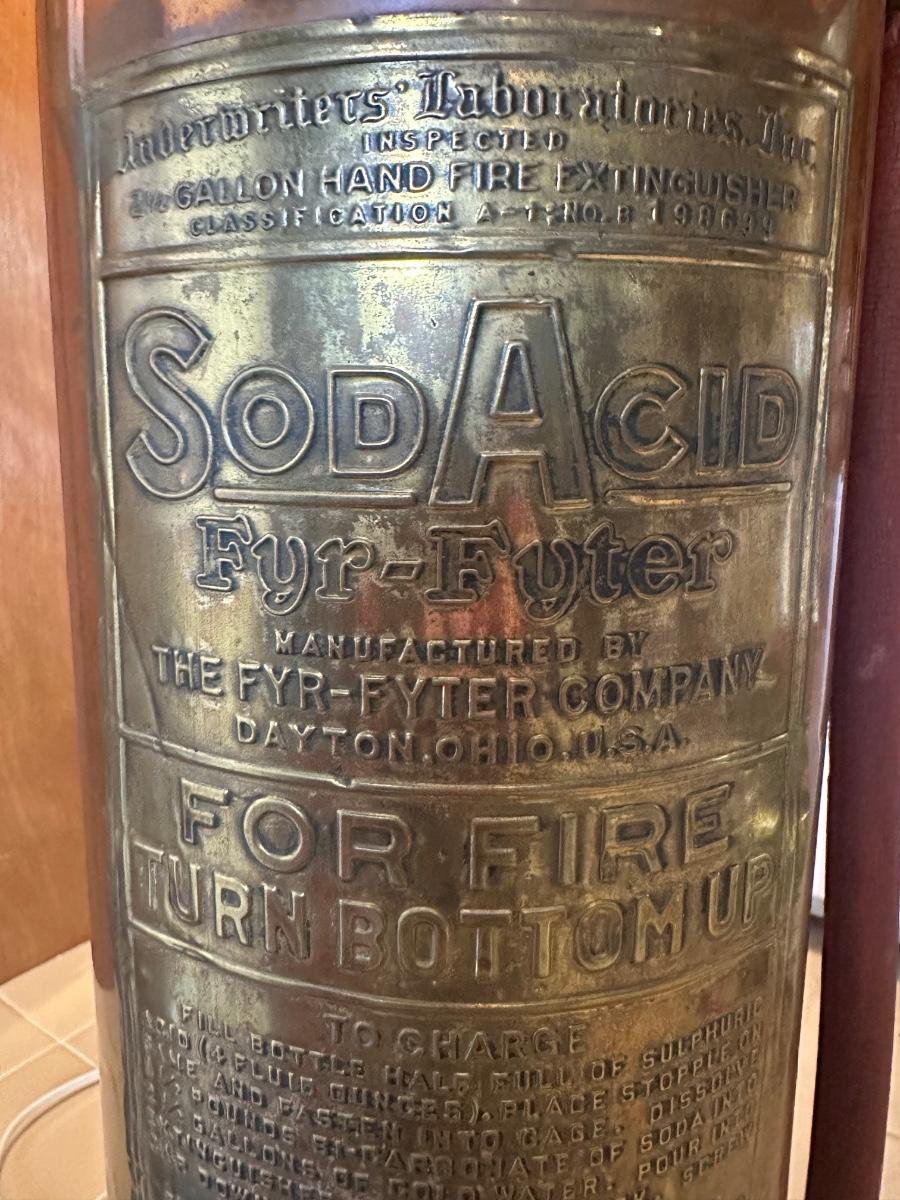 Underwriters' Laboratories, Inc.
INSPECTED
2½ GALLON HAND FIRE EXTINGUISHER
CLASSIFICATION A-1; NO. B
SODACID
Fyr-Fyter
MANUFACTURED BY
THE FYR-FYTER COMPANY
DAYTON, OHIO. U.S.A.
FOR FIRE
TURN BOTTOM UP
TO CHARGE
FILL BOTTLE HALF FULL OF SULPHURIC
ACID (4 FLUID OUNCES). PLACE STOPPLE ON
AND FASTEN INTO CAGE. DISSOLVE
POUNDS BI-CARBONATE OF SODA INTO
GALLONS OF COLD WATER. POUR INTO
EXTINGUISHER SCREW
DOWN